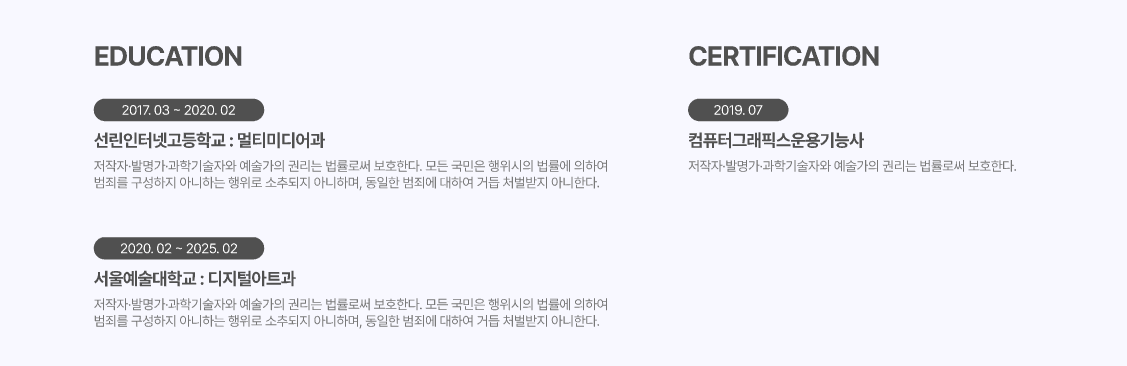 EDUCATION
2017. 03 ~ 2020. 02
선린인터넷고등학교 : 멀티미디어과
저작자·발명가·과학기술자와 예술가의 권리는 법률로써 보호한다. 모든 국민은 행위시의 법률에 의하여
범죄를 구성하지 아니하는 행위로 소추되지 아니하며, 동일한 범죄에 대하여 거듭 처벌받지 아니한다.
2020. 02 ~ 2025. 02
서울예술대학교 : 디지털아트과
저작자·발명가·과학기술자와 예술가의 권리는 법률로써 보호한다. 모든 국민은 행위시의 법률에 의하여
범죄를 구성하지 아니하는 행위로 소추되지 아니하며, 동일한 범죄에 대하여 거듭 처벌받지 아니한다.
CERTIFICATION
2019. 07
컴퓨터그래픽스운용기능사
저작자·발명가·과학기술자와 예술가의 권리는 법률로써 보호한다.